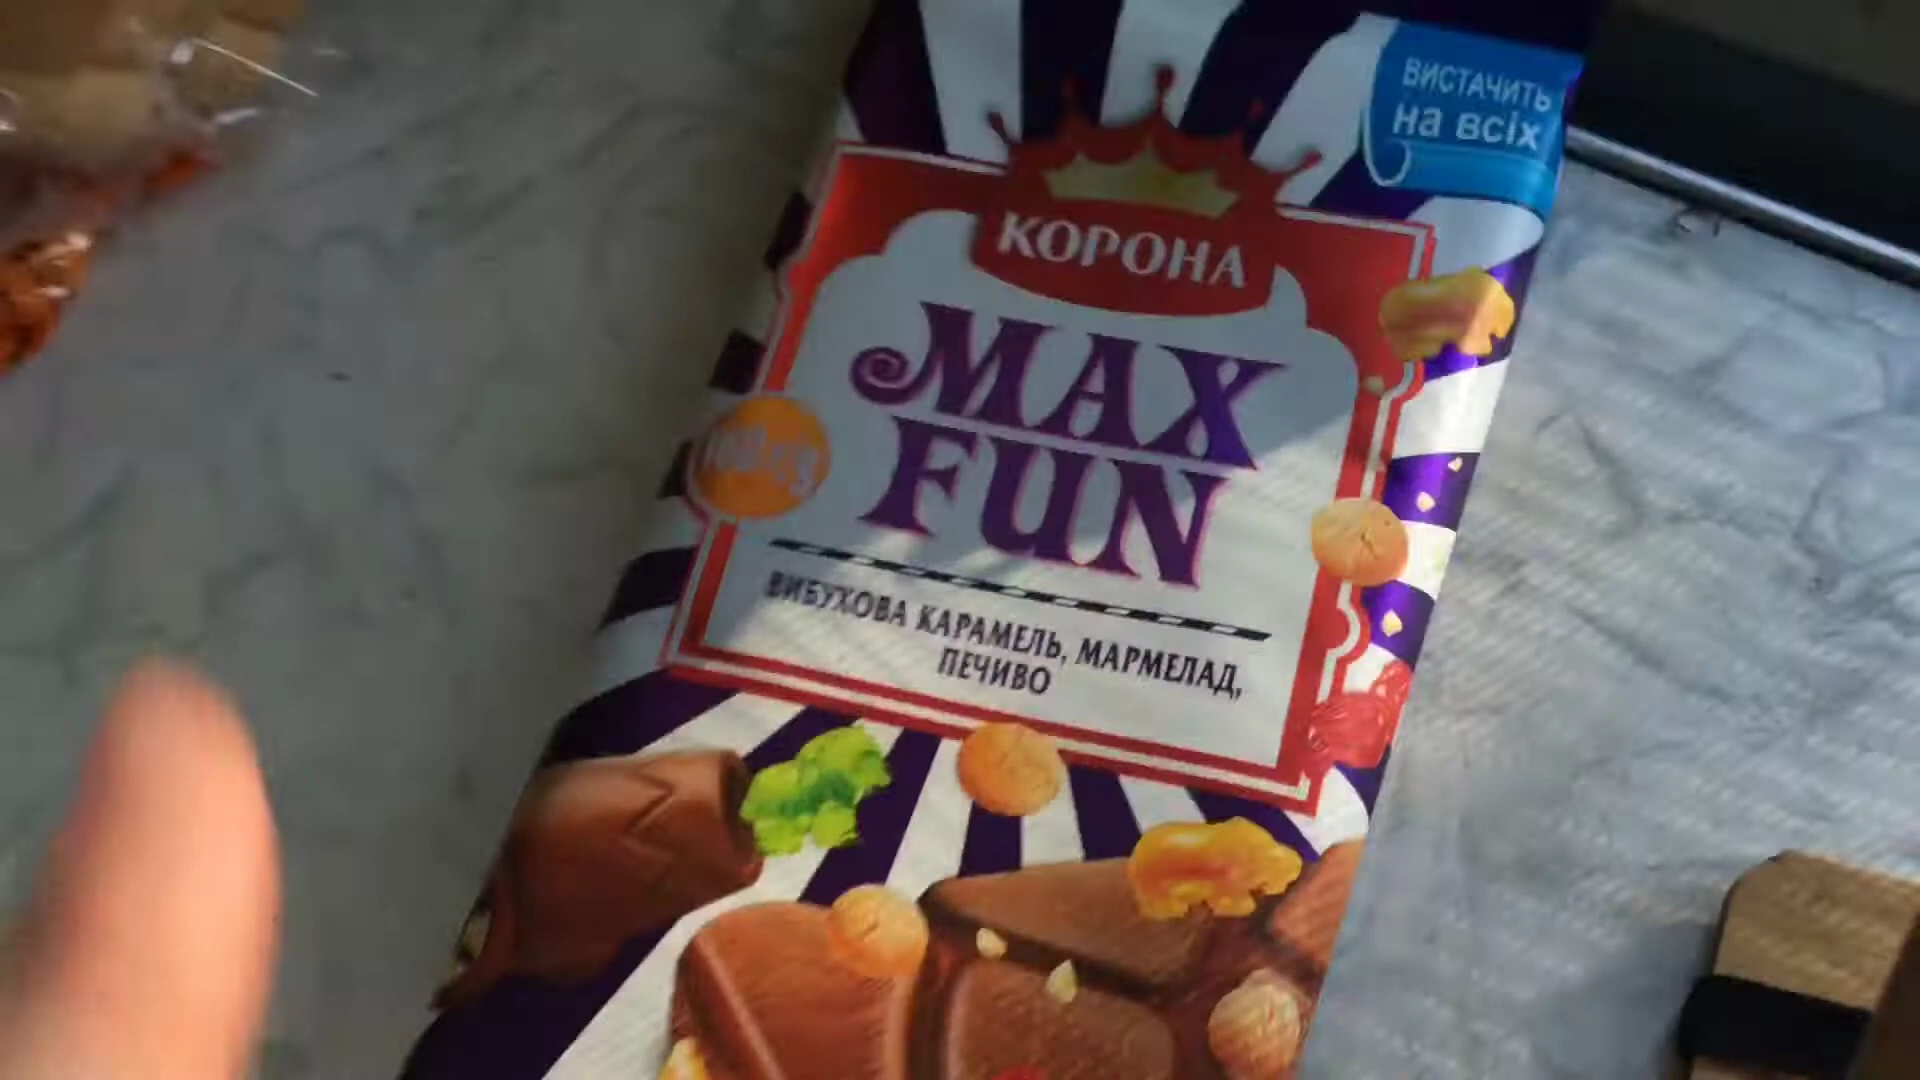 ВИСТАЧИТЬ
на всіх
КОРОНА
MAX
FUN
ВИБУХОВА КАРАМЕЛЬ, МАРМЕЛАД,
ПЕЧИВО